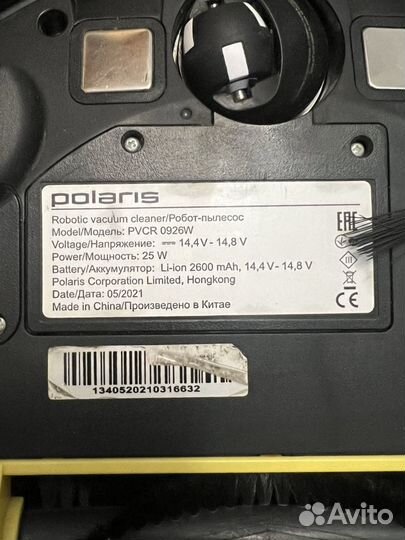 polaris
Robotic vacuum cleaner/Робот-пылесос
Model/Модель: PVCR 0926W
Voltage/Напряжение: ⎓ 14,4V - 14,8 V
Power/Мощность: 25 W
Battery/Аккумулятор: Li-ion 2600 mAh, 14,4V - 14,8 V
Polaris Corporation Limited, Hongkong
Date/Дата: 05/2021
Made in China/Произведено в Китае
EAC
CE
1340520210316632
Avito